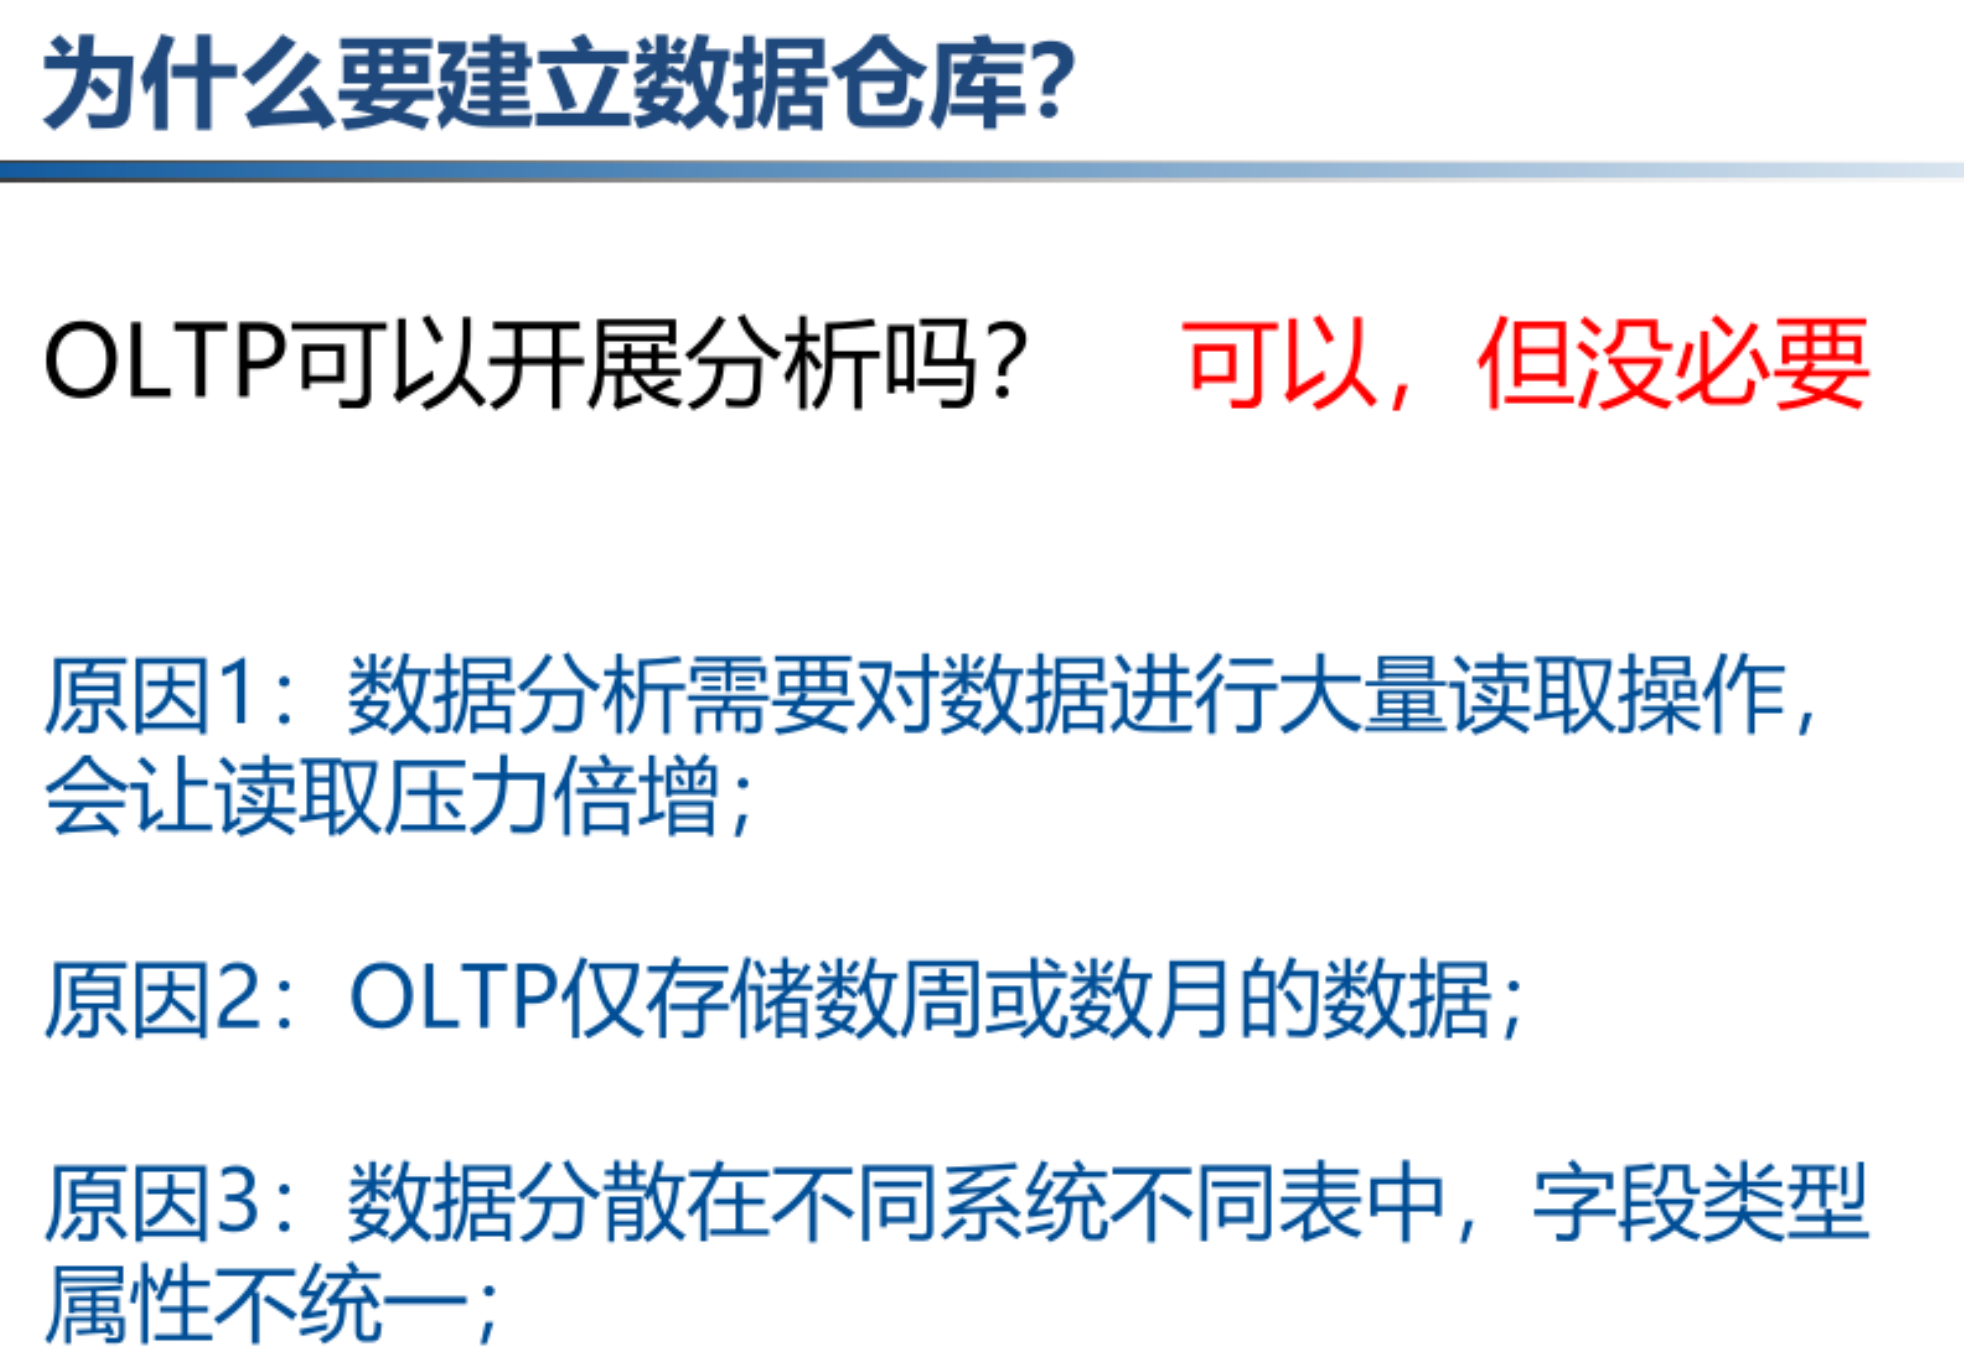 为什么要建立数据仓库？
OLTP可以开展分析吗？ 可以，但没必要
原因1：数据分析需要对数据进行大量读取操作，
会让读取压力倍增；
原因2：OLTP仅存储数周或数月的数据；
原因3：数据分散在不同系统不同表中，字段类型
属性不统一；